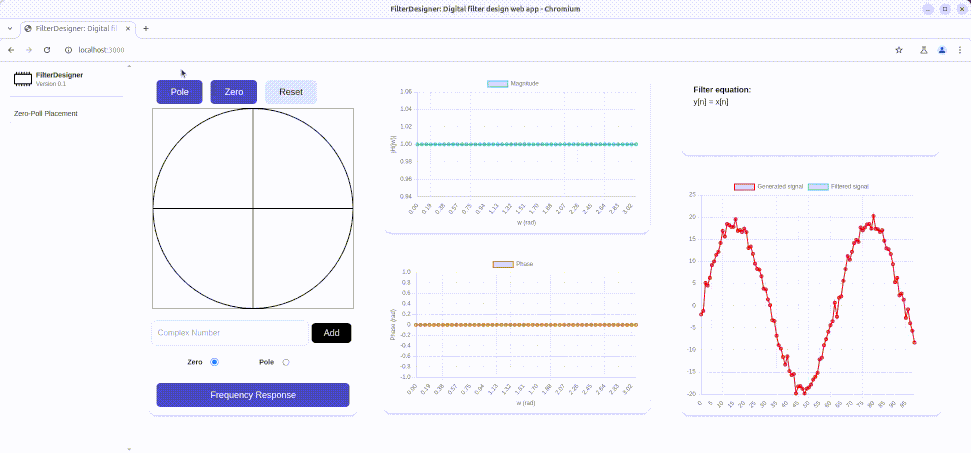 FilterDesigner: Digital filter design web app - Chromium
FilterDesigner: Digital fil
localhost:3000
FilterDesigner
Version 0.1
Zero-Poll Placement
Pole
Zero
Reset
Complex Number
Add
Zero
Pole
Frequency Response
Magnitude
1.06
1.04
1.02
1.00
0.98
0.96
0.94
|H(jw)|
0.00 0.19 0.38 0.57 0.75 0.94 1.13 1.32 1.51 1.70 1.88 2.07 2.26 2.45 2.64 2.83 3.02
w (rad)
Phase
1.0
0.8
0.6
0.4
0.2
0
-0.2
-0.4
-0.6
-0.8
-1.0
Phase (rad)
0.00 0.19 0.38 0.57 0.75 0.94 1.13 1.32 1.51 1.70 1.88 2.07 2.26 2.45 2.64 2.83 3.02
w (rad)
Filter equation:
y[n] = x[n]
Generated signal
Filtered signal
25
20
15
10
5
0
-5
-10
-15
-20
0 5 10 15 20 25 30 35 40 45 50 55 60 65 70 75 80 85 90 95